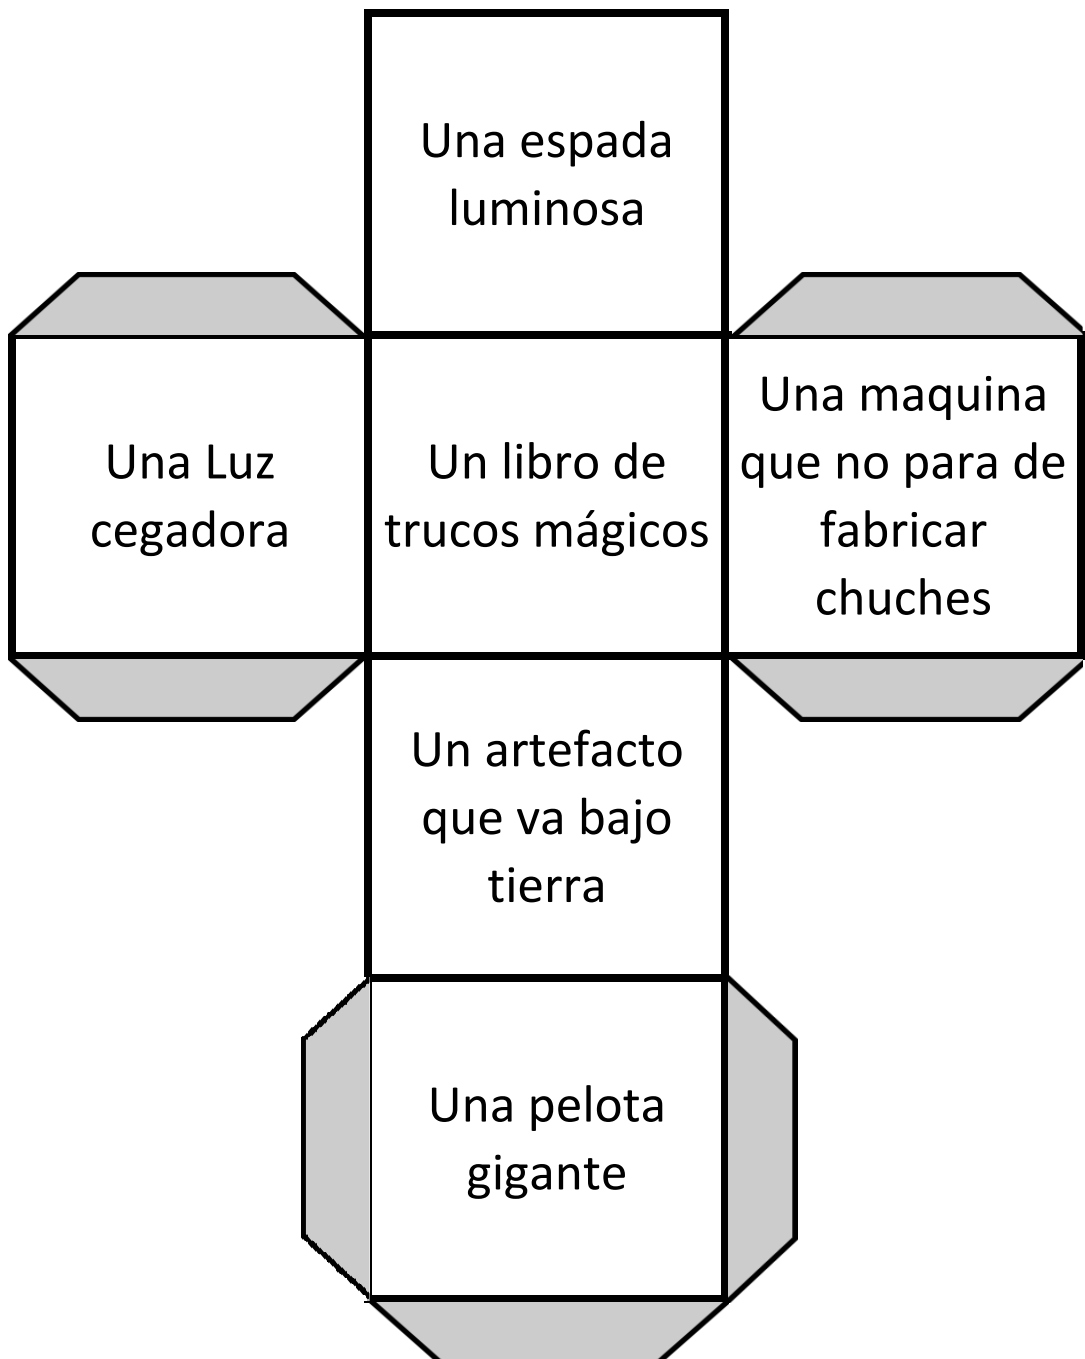 Una espada
luminosa
Una Luz
cegadora
Un libro de
trucos mágicos
Una maquina
que no para de
fabricar
chuches
Un artefacto
que va bajo
tierra
Una pelota
gigante